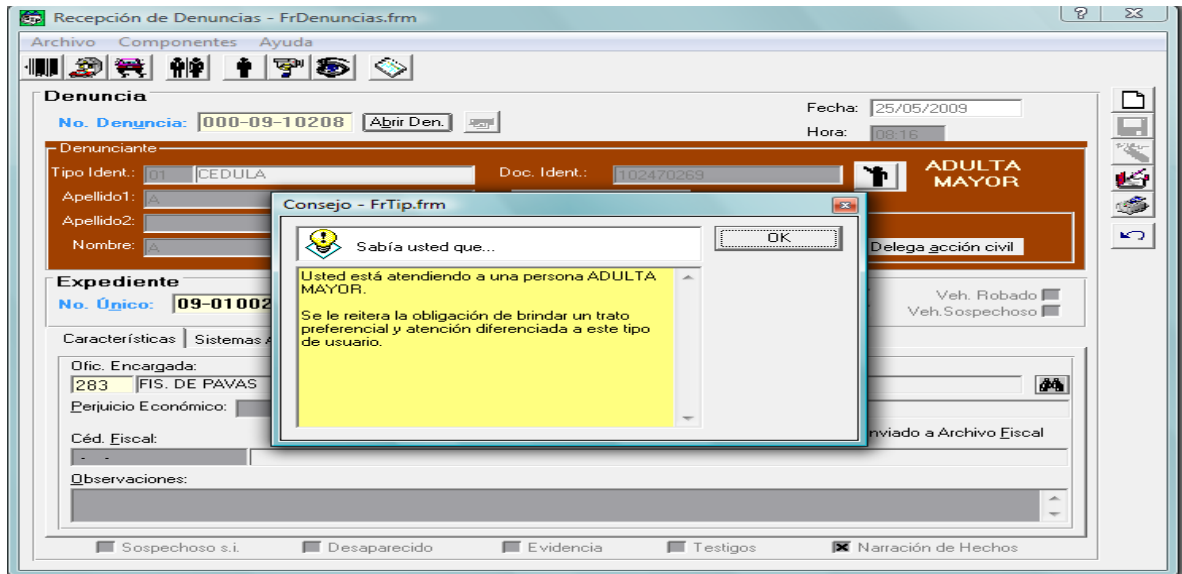 Recepción de Denuncias - FrDenuncias.frm
Archivo Componentes Ayuda
Denuncia
No. Denuncia: 000-09-10208 Abrir Den.
Fecha: 25/05/2009
Hora: 08:16
Denunciante
Tipo Ident.: 01 CEDULA Doc. Ident.: 102470269
ADULTA
MAYOR
Apellido1: A
Apellido2:
Nombre: A
Delega acción civil
Consejo - FrTip.frm
Sabía usted que...
OK
Usted está atendiendo a una persona ADULTA
MAYOR.
Se le reitera la obligación de brindar un trato
preferencial y atención diferenciada a este tipo
de usuario.
Expediente
No. Único: 09-01002
Veh. Robado
Veh.Sospechoso
Características Sistemas
Ofic. Encargada:
283 FIS. DE PAVAS
Perjuicio Económico:
Céd. Fiscal:
nviado a Archivo Fiscal
- -
Observaciones:
Sospechoso s.i. Desaparecido Evidencia Testigos Narración de Hechos